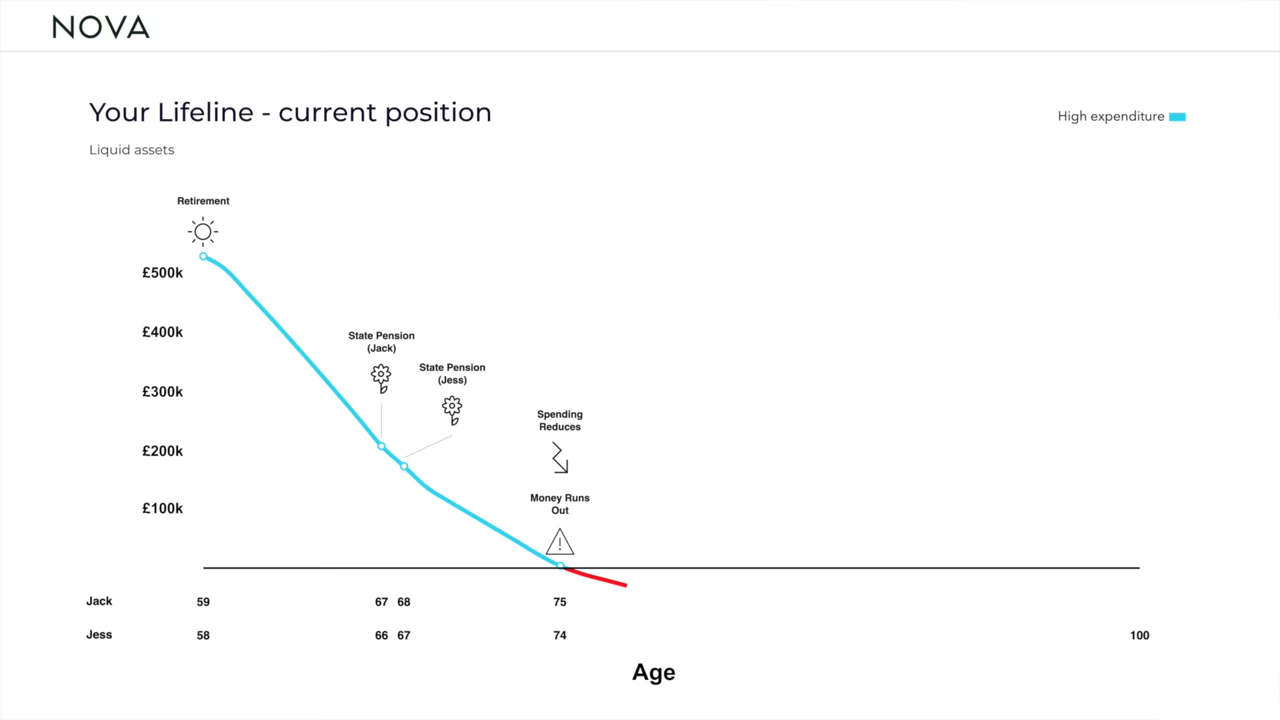 NOVA
Your Lifeline - current position
High expenditure
Liquid assets
Retirement
£500k
£400k
£300k
£200k
£100k
State Pension
(Jack)
State Pension
(Jess)
Spending
Reduces
Money Runs
Out
Jack 59 67 68 75
Jess 58 66 67 74 100
Age